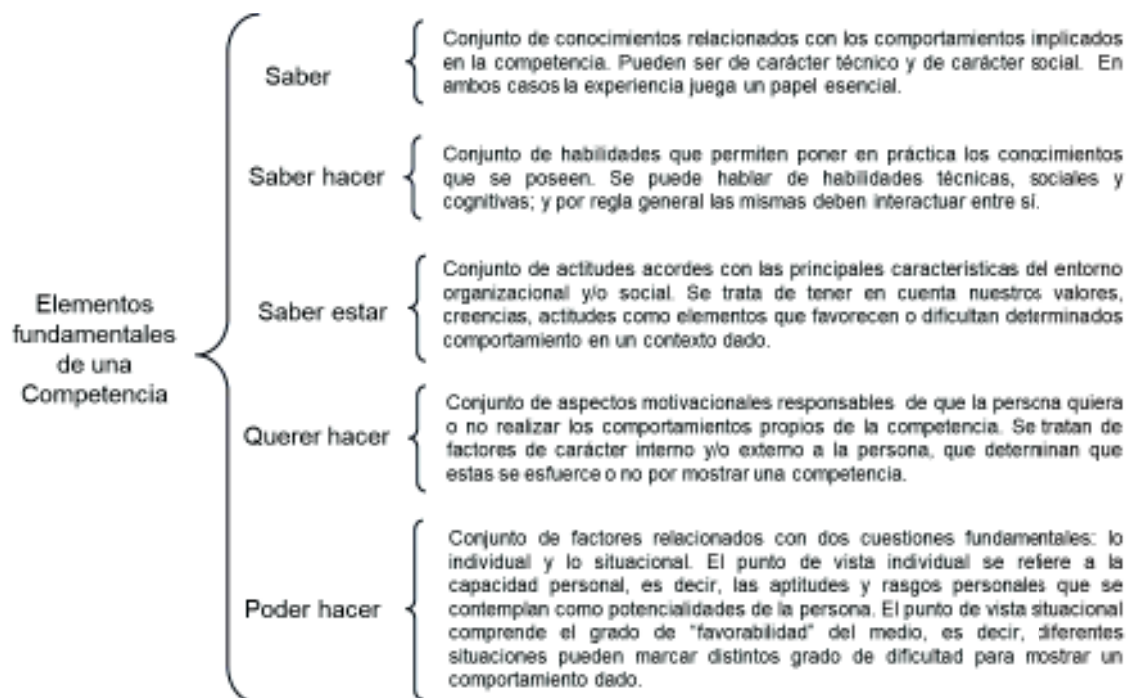 Elementos
fundamentales
de una
Competencia
Saber
Conjunto de conocimientos relacionados con los comportamientos implicados
en la competencia. Pueden ser de carácter técnico y de carácter social. En
ambos casos la experiencia juega un papel esencial.
Saber hacer
Conjunto de habilidades que permiten poner en práctica los conocimientos
que se poseen. Se puede hablar de habilidades técnicas, sociales y
cognitivas; y por regla general las mismas deben interactuar entre sí.
Saber estar
Conjunto de actitudes acordes con las principales características del entorno
organizacional y/o social. Se trata de tener en cuenta nuestros valores,
creencias, actitudes como elementos que favorecen o dificultan determinados
comportamiento en un contexto dado.
Querer hacer
Conjunto de aspectos motivacionales responsables de que la persona quiera
o no realizar los comportamientos propios de la competencia. Se tratan de
factores de carácter interno y/o externo a la persona, que determinan que
estas se esfuerce o no por mostrar una competencia.
Poder hacer
Conjunto de factores relacionados con dos cuestiones fundamentales: lo
individual y lo situacional. El punto de vista individual se refiere a la
capacidad personal, es decir, las aptitudes y rasgos personales que se
contemplan como potencialidades de la persona. El punto de vista situacional
comprende el grado de "favorabilidad" del medio, es decir, diferentes
situaciones pueden marcar distintos grado de dificultad para mostrar un
comportamiento dado.